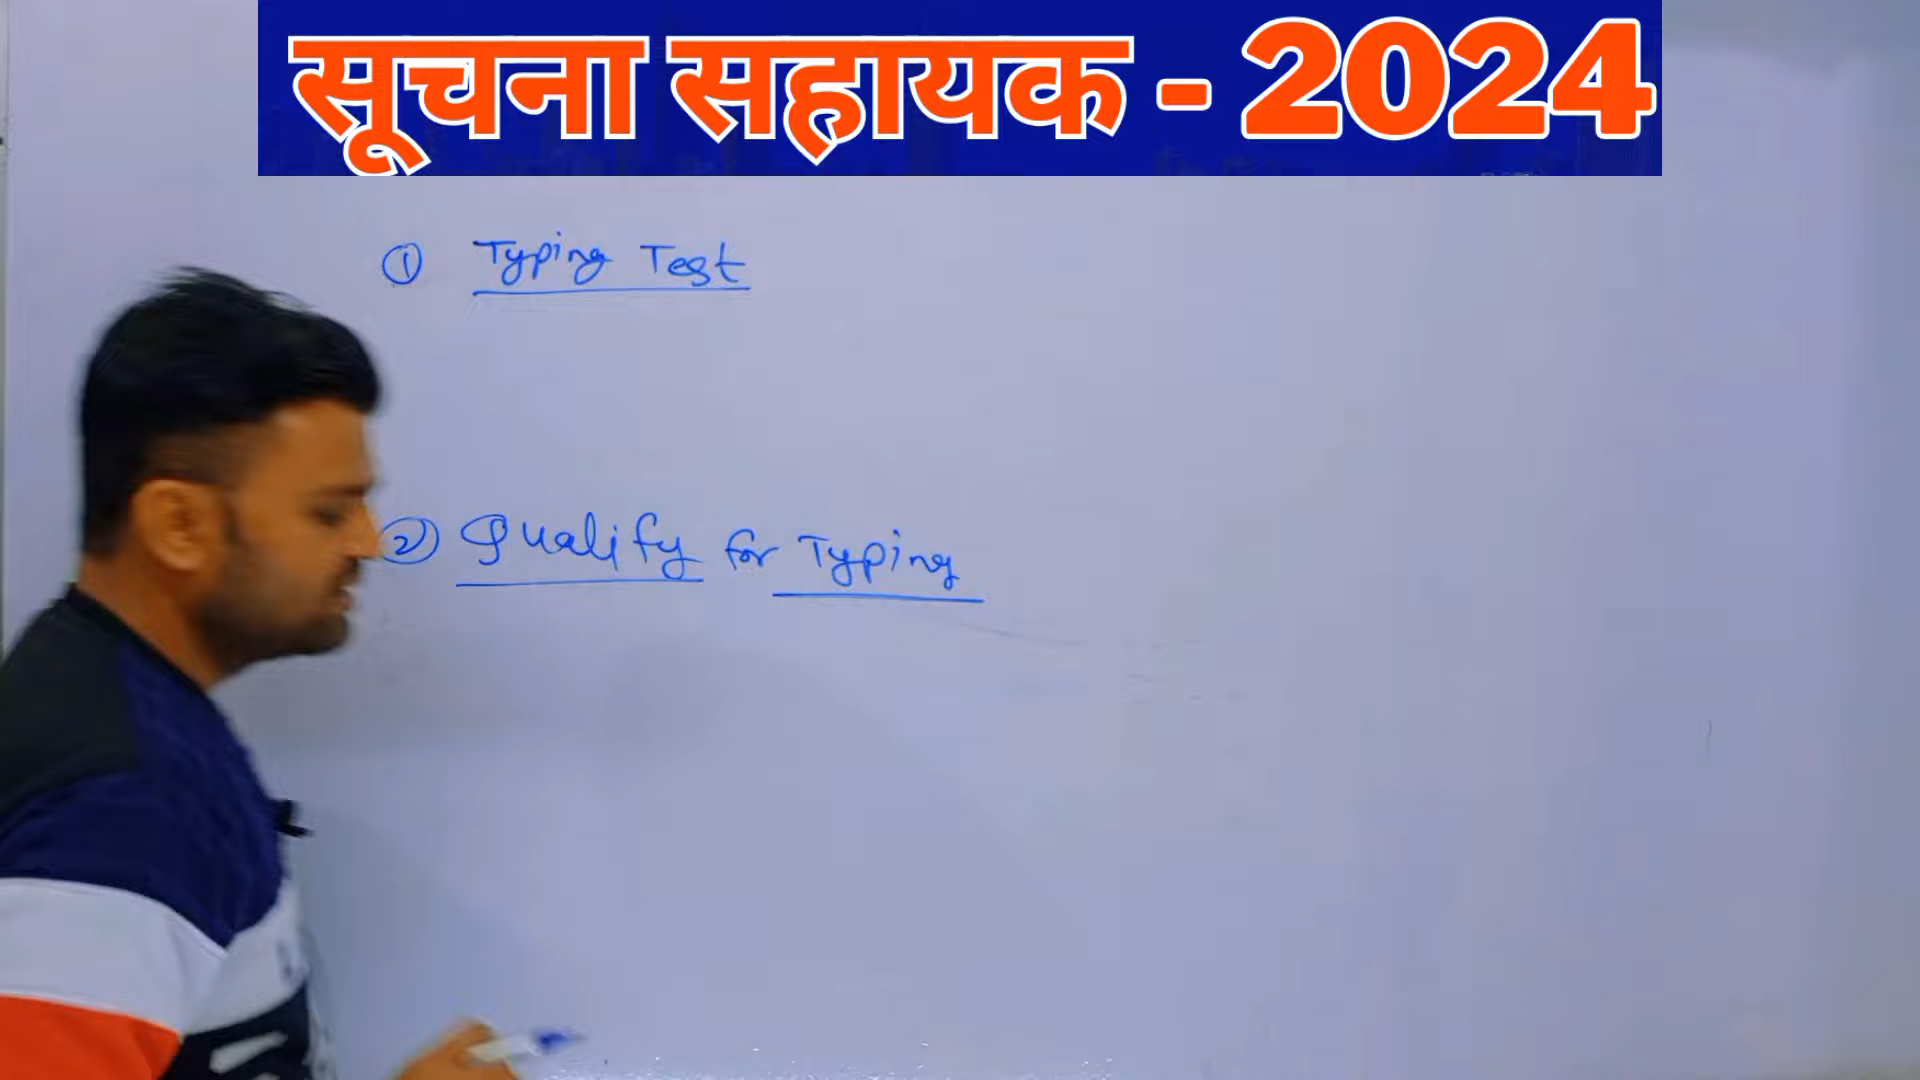 सूचना सहायक - 2024
① Typing Test
② Qualify for Typing